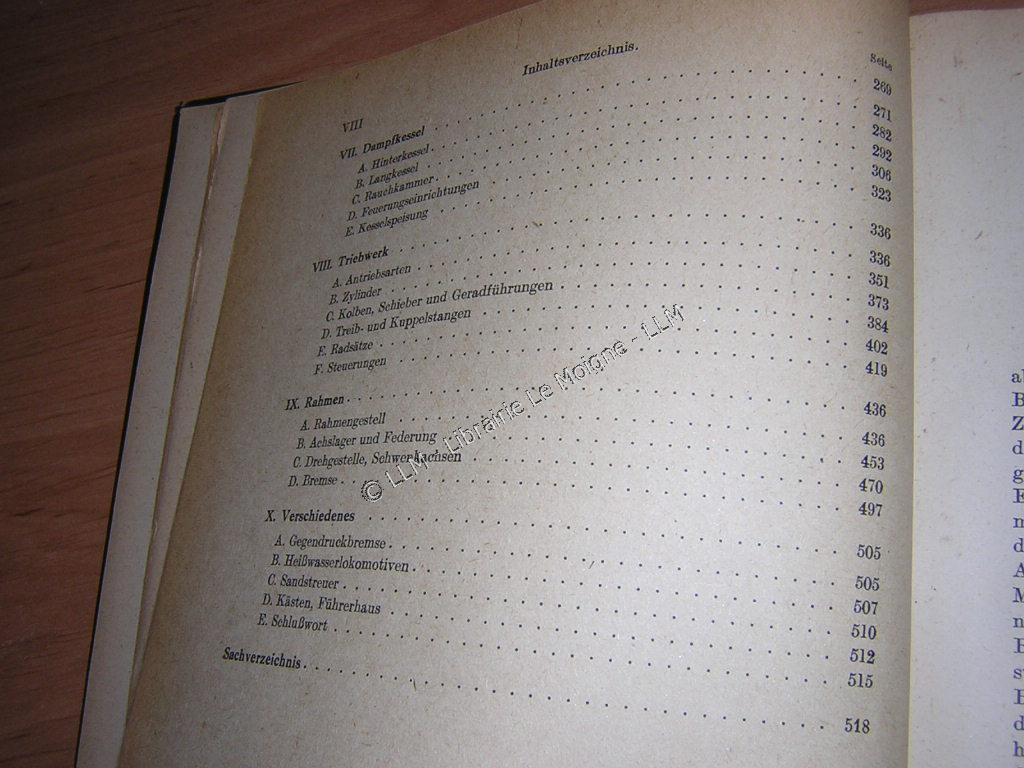 VIII
Inhaltsverzeichnis.
Seite
VII. Dampfkessel . . . . . . . . . . 269
A. Hinterkessel . . . . . . . . . . 271
B. Langkessel . . . . . . . . . . 282
C. Rauchkammer . . . . . . . . . . 292
D. Feuerungseinrichtungen . . . . . . . . . . 306
E. Kesselspeisung . . . . . . . . . . 323
VIII. Triebwerk . . . . . . . . . . 336
A. Antriebsarten . . . . . . . . . . 336
B. Zylinder . . . . . . . . . . 351
C. Kolben, Schieber und Geradführungen . . . . . . . . . . 373
D. Treib- und Kuppelstangen . . . . . . . . . . 384
E. Radsätze . . . . . . . . . . 402
F. Steuerungen . . . . . . . . . . 419
IX. Rahmen . . . . . . . . . . 436
A. Rahmengestell . . . . . . . . . . 436
B. Achslager und Federung . . . . . . . . . . 453
C. Drehgestelle, Schwenkachsen . . . . . . . . . . 470
D. Bremse . . . . . . . . . . 497
X. Verschiedenes . . . . . . . . . . 505
A. Gegendruckbremse . . . . . . . . . . 505
B. Heißwasserlokomotiven . . . . . . . . . . 507
C. Sandstreuer . . . . . . . . . . 510
D. Kästen, Führerhaus . . . . . . . . . . 512
E. Schlußwort . . . . . . . . . . 515
Sachverzeichnis . . . . . . . . . . 518
© LLM - Librairie Le Moigne - LLM